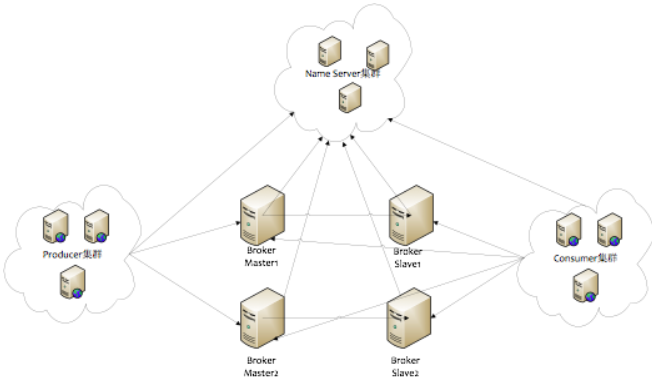 Name Server集群
Producer集群
Broker
Master1
Broker
Slave1
Consumer集群
Broker
Master2
Broker
Slave2